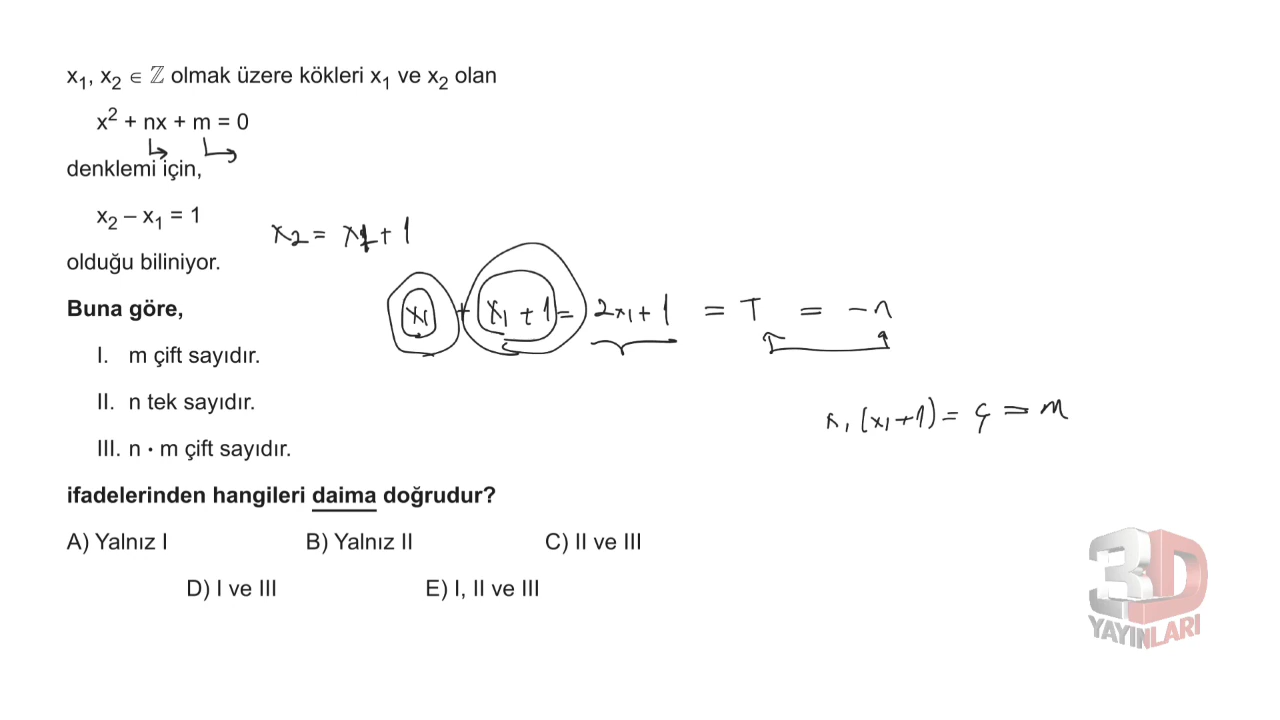 x₁, x₂ ∈ ℤ olmak üzere kökleri x₁ ve x₂ olan
x² + nx + m = 0
denklemi için,
x₂ – x₁ = 1
x₂ = x₁ + 1
olduğu biliniyor.
Buna göre,
x₁ + x₁ + 1 = 2x₁ + 1 = T = -n
I. m çift sayıdır.
II. n tek sayıdır.
x₁ (x₁+1) = Ç = m
III. n · m çift sayıdır.
ifadelerinden hangileri daima doğrudur?
A) Yalnız I B) Yalnız II C) II ve III
D) I ve III E) I, II ve III
3D
YAYINLARI